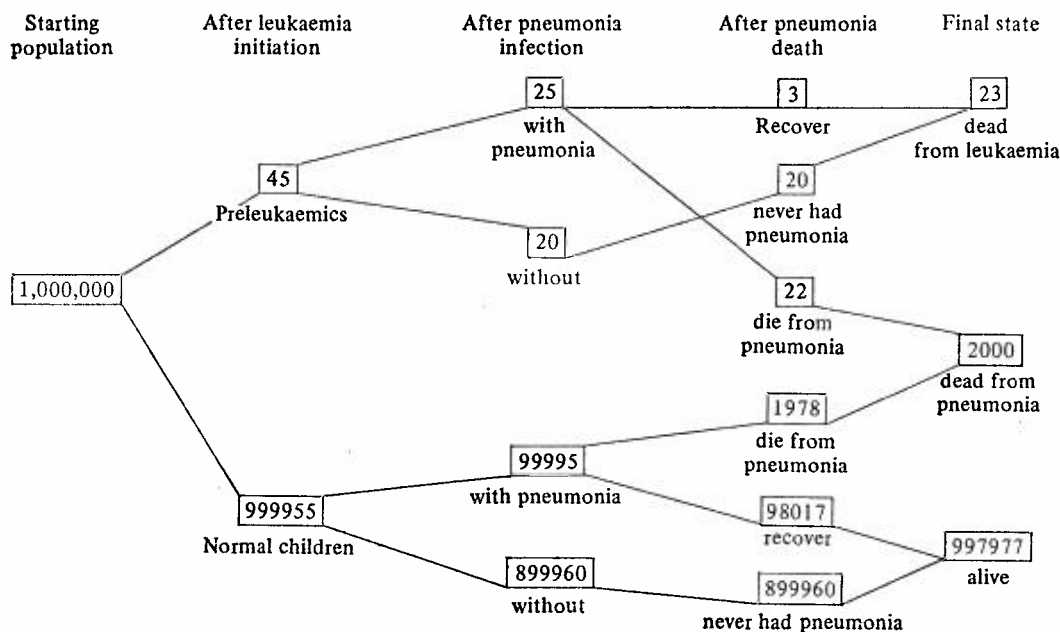 Starting
population
After leukaemia
initiation
After pneumonia
infection
After pneumonia
death
Final state
25
with
pneumonia
3
Recover
23
dead
from leukaemia
45
Preleukaemics
20
never had
pneumonia
20
without
1,000,000
22
die from
pneumonia
2000
dead from
pneumonia
1978
die from
pneumonia
99995
with pneumonia
999955
Normal children
98017
recover
997977
alive
899960
without
899960
never had pneumonia